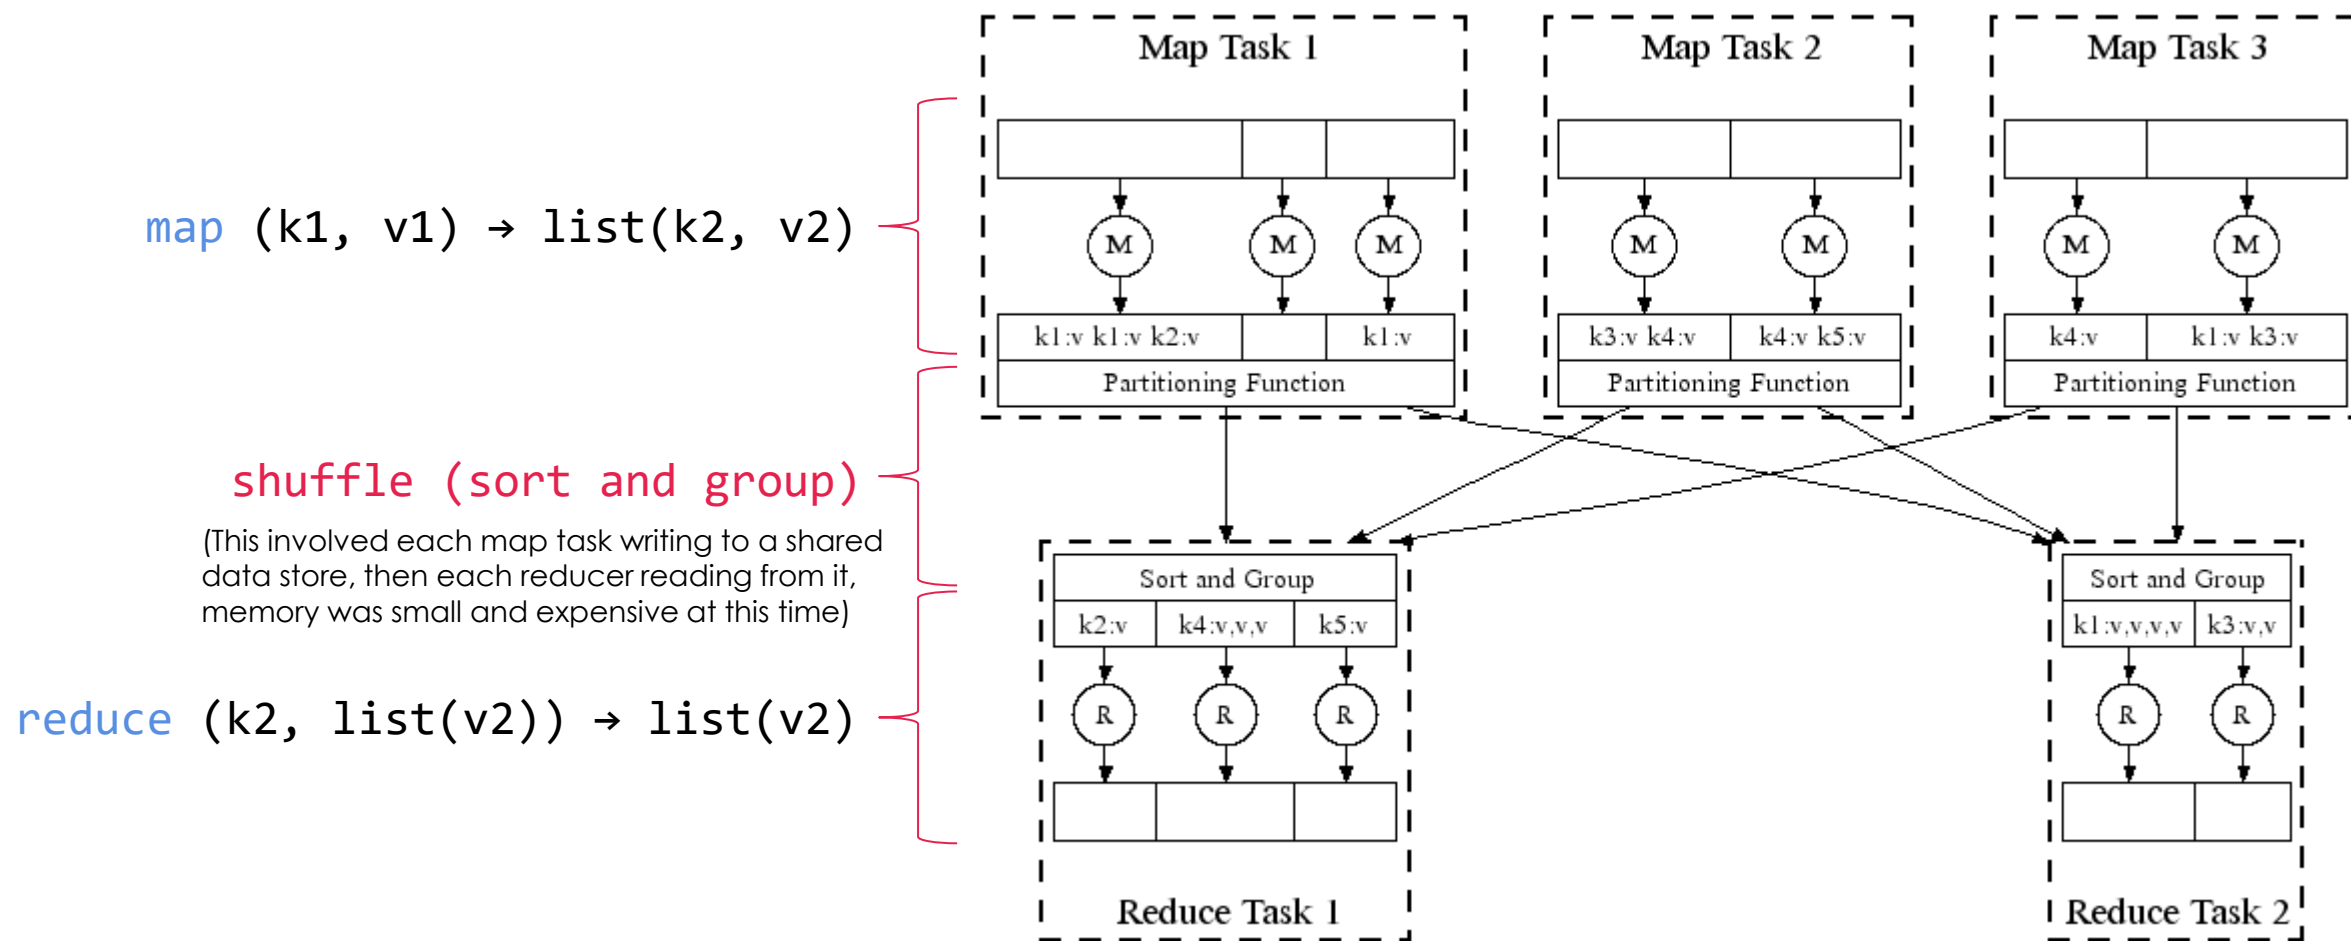 Map Task 1
Map Task 2
Map Task 3
map (k1, v1) → list(k2, v2)
M
M
M
M
M
M
M
k1:v k1:v k2:v
k1:v
k3:v k4:v
k4:v k5:v
k4:v
k1:v k3:v
Partitioning Function
Partitioning Function
Partitioning Function
shuffle (sort and group)
(This involved each map task writing to a shared
data store, then each reducer reading from it,
memory was small and expensive at this time)
Sort and Group
Sort and Group
k2:v
k4:v,v,v
k5:v
k1:v,v,v,v
k3:v,v
reduce (k2, list(v2)) → list(v2)
R
R
R
R
R
Reduce Task 1
Reduce Task 2